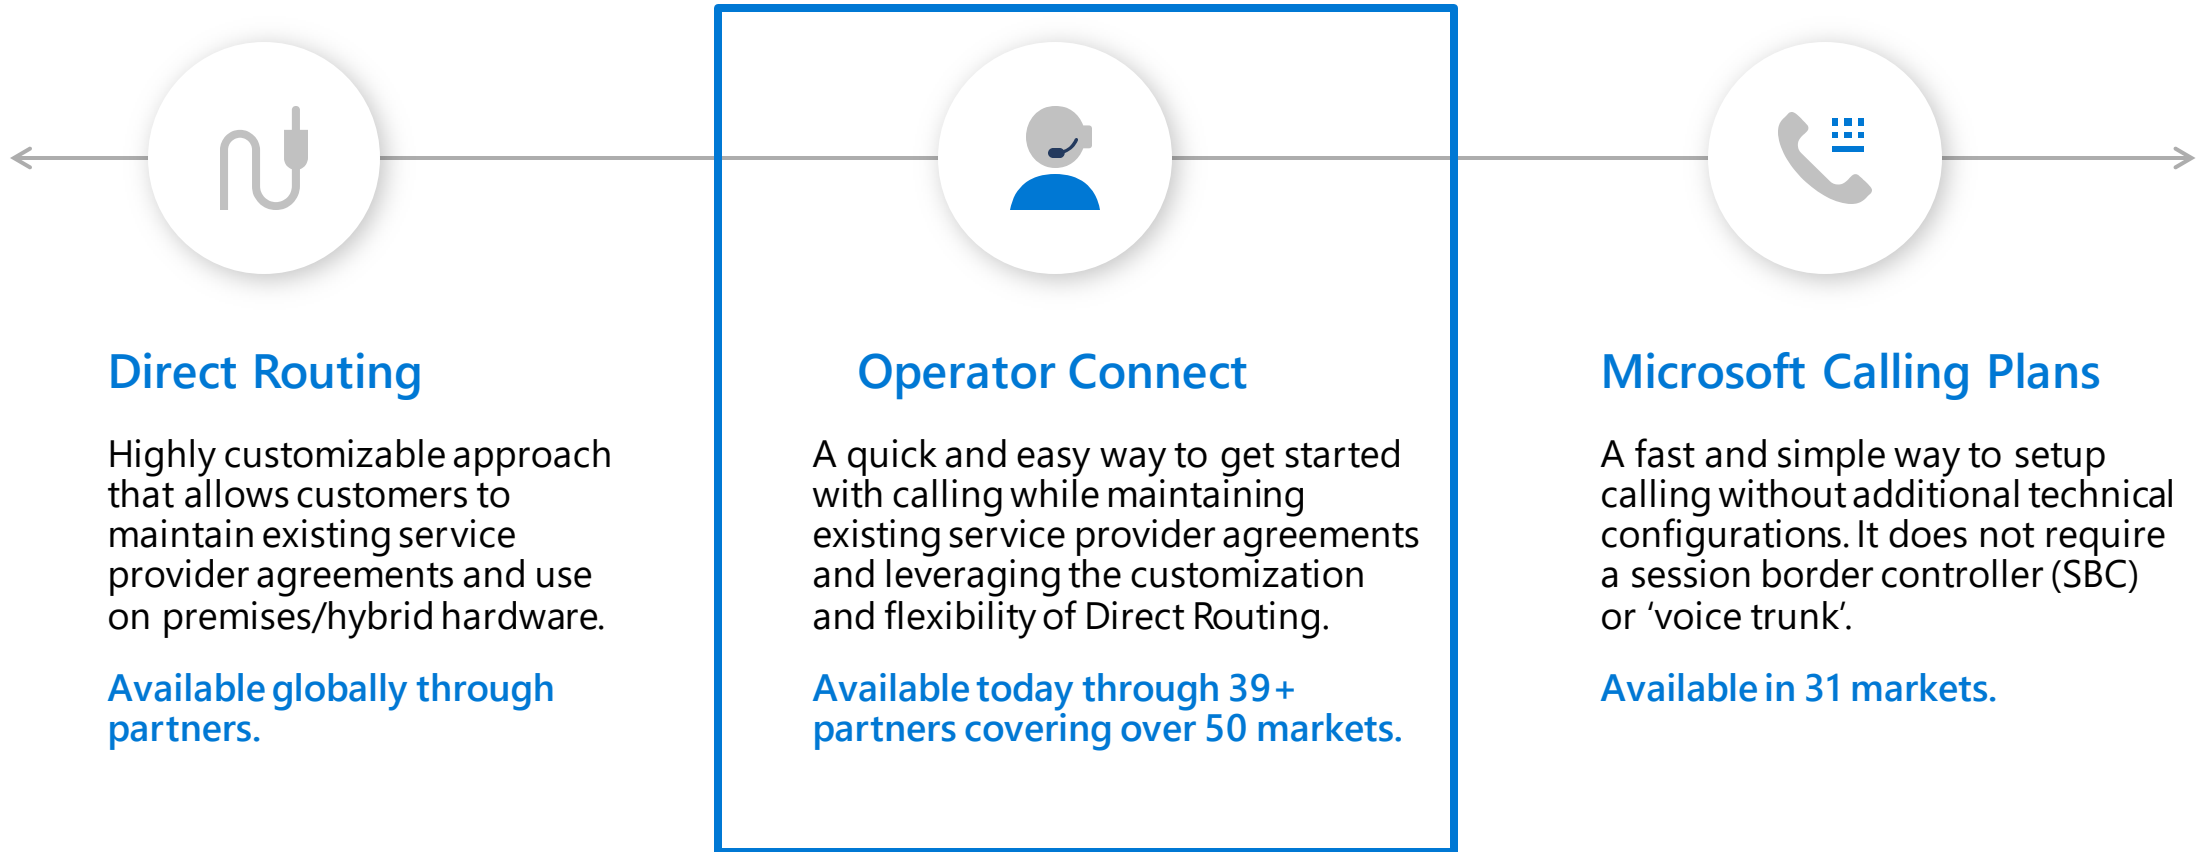 Direct Routing
Highly customizable approach
that allows customers to
maintain existing service
provider agreements and use
on premises/hybrid hardware.
Available globally through
partners.
Operator Connect
A quick and easy way to get started
with calling while maintaining
existing service provider agreements
and leveraging the customization
and flexibility of Direct Routing.
Available today through 39+
partners covering over 50 markets.
Microsoft Calling Plans
A fast and simple way to setup
calling without additional technical
configurations. It does not require
a session border controller (SBC)
or ‘voice trunk’.
Available in 31 markets.